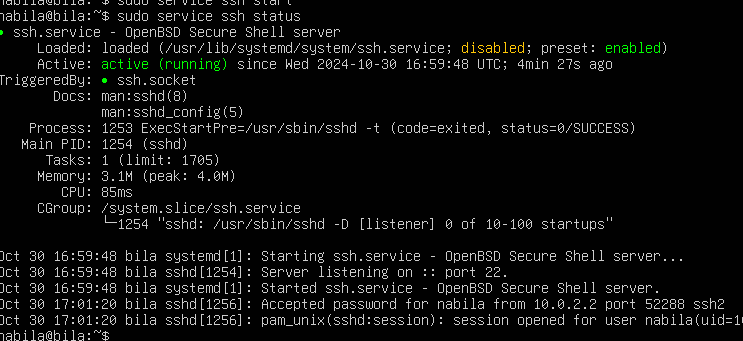 nabila@bila:~$ sudo service ssh start
nabila@bila:~$ sudo service ssh status
● ssh.service - OpenBSD Secure Shell server
Loaded: loaded (/usr/lib/systemd/system/ssh.service; disabled; preset: enabled)
Active: active (running) since Wed 2024-10-30 16:59:48 UTC; 4min 27s ago
TriggeredBy: ● ssh.socket
Docs: man:sshd(8)
man:sshd_config(5)
Process: 1253 ExecStartPre=/usr/sbin/sshd -t (code=exited, status=0/SUCCESS)
Main PID: 1254 (sshd)
Tasks: 1 (limit: 1705)
Memory: 3.1M (peak: 4.0M)
CPU: 85ms
CGroup: /system.slice/ssh.service
└─1254 "sshd: /usr/sbin/sshd -D [listener] 0 of 10-100 startups"
Oct 30 16:59:48 bila systemd[1]: Starting ssh.service - OpenBSD Secure Shell server...
Oct 30 16:59:48 bila sshd[1254]: Server listening on :: port 22.
Oct 30 16:59:48 bila systemd[1]: Started ssh.service - OpenBSD Secure Shell server.
Oct 30 17:01:20 bila sshd[1256]: Accepted password for nabila from 10.0.2.2 port 52288 ssh2
Oct 30 17:01:20 bila sshd[1256]: pam_unix(sshd:session): session opened for user nabila(uid=1
nabila@bila:~$